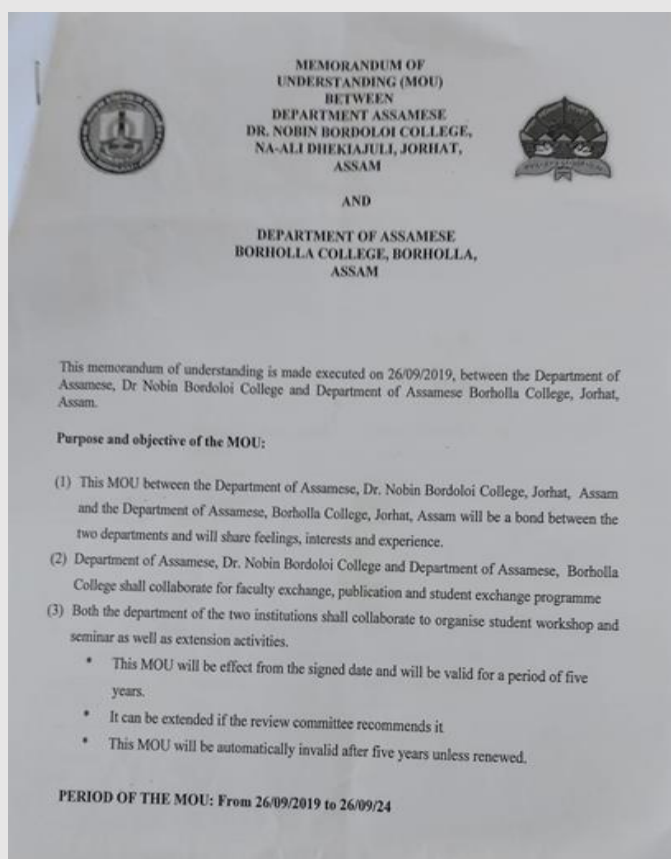 MEMORANDUM OF
UNDERSTANDING (MOU)
BETWEEN
DEPARTMENT ASSAMESE
DR. NOBIN BORDOLOI COLLEGE,
NA-ALI DHEKIAJULI, JORHAT,
ASSAM
AND
DEPARTMENT OF ASSAMESE
BORHOLLA COLLEGE, BORHOLLA,
ASSAM
This memorandum of understanding is made executed on 26/09/2019, between the Department of
Assamese, Dr Nobin Bordoloi College and Department of Assamese Borholla College, Jorhat,
Assam.
Purpose and objective of the MOU:
(1) This MOU between the Department of Assamese, Dr. Nobin Bordoloi College, Jorhat, Assam
and the Department of Assamese, Borholla College, Jorhat, Assam will be a bond between the
two departments and will share feelings, interests and experience.
(2) Department of Assamese, Dr. Nobin Bordoloi College and Department of Assamese, Borholla
College shall collaborate for faculty exchange, publication and student exchange programme
(3) Both the department of the two institutions shall collaborate to organise student workshop and
seminar as well as extension activities.
* This MOU will be effect from the signed date and will be valid for a period of five
years.
* It can be extended if the review committee recommends it
* This MOU will be automatically invalid after five years unless renewed.
PERIOD OF THE MOU: From 26/09/2019 to 26/09/24